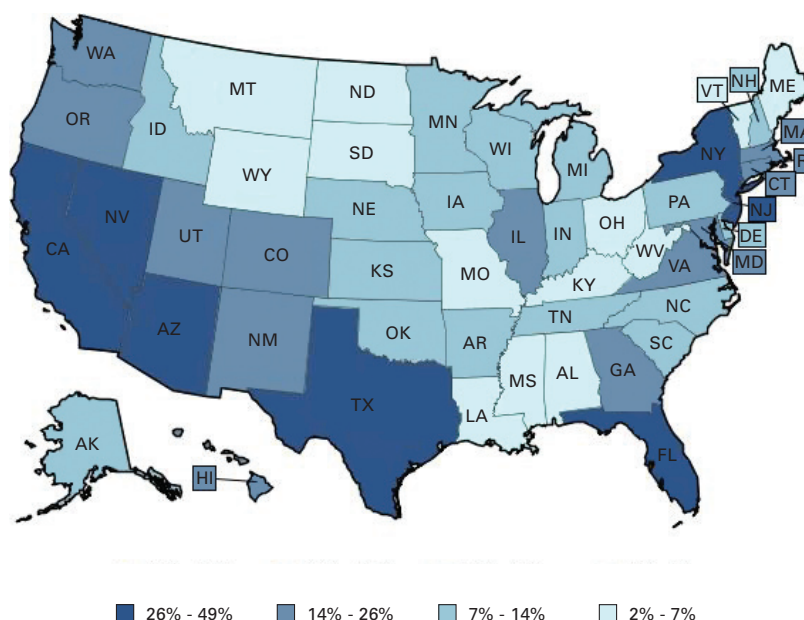 WA
MT
ND
MN
VT
NH
ME
OR
ID
SD
WI
NY
MA
WY
MI
CT
NE
IA
PA
NJ
NV
UT
CO
IL
IN
OH
WV
DE
MD
CA
KS
MO
KY
VA
AZ
NM
OK
AR
TN
NC
SC
TX
LA
MS
AL
GA
AK
HI
FL
26% - 49%
14% - 26%
7% - 14%
2% - 7%